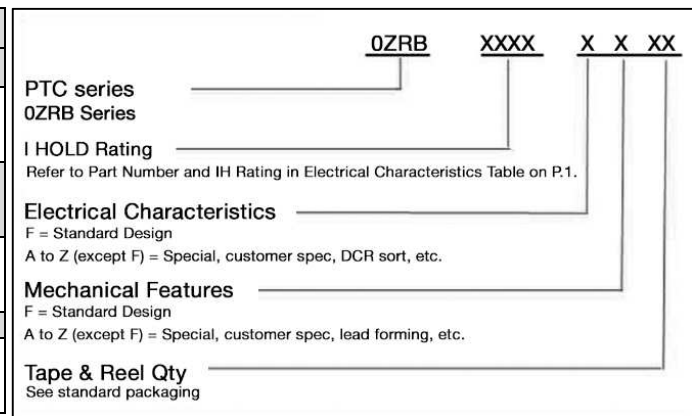 0ZRB XXXX X X XX
PTC series
0ZRB Series
I HOLD Rating
Refer to Part Number and IH Rating in Electrical Characteristics Table on P.1.
Electrical Characteristics
F = Standard Design
A to Z (except F) = Special, customer spec, DCR sort, etc.
Mechanical Features
F = Standard Design
A to Z (except F) = Special, customer spec, lead forming, etc.
Tape & Reel Qty
See standard packaging